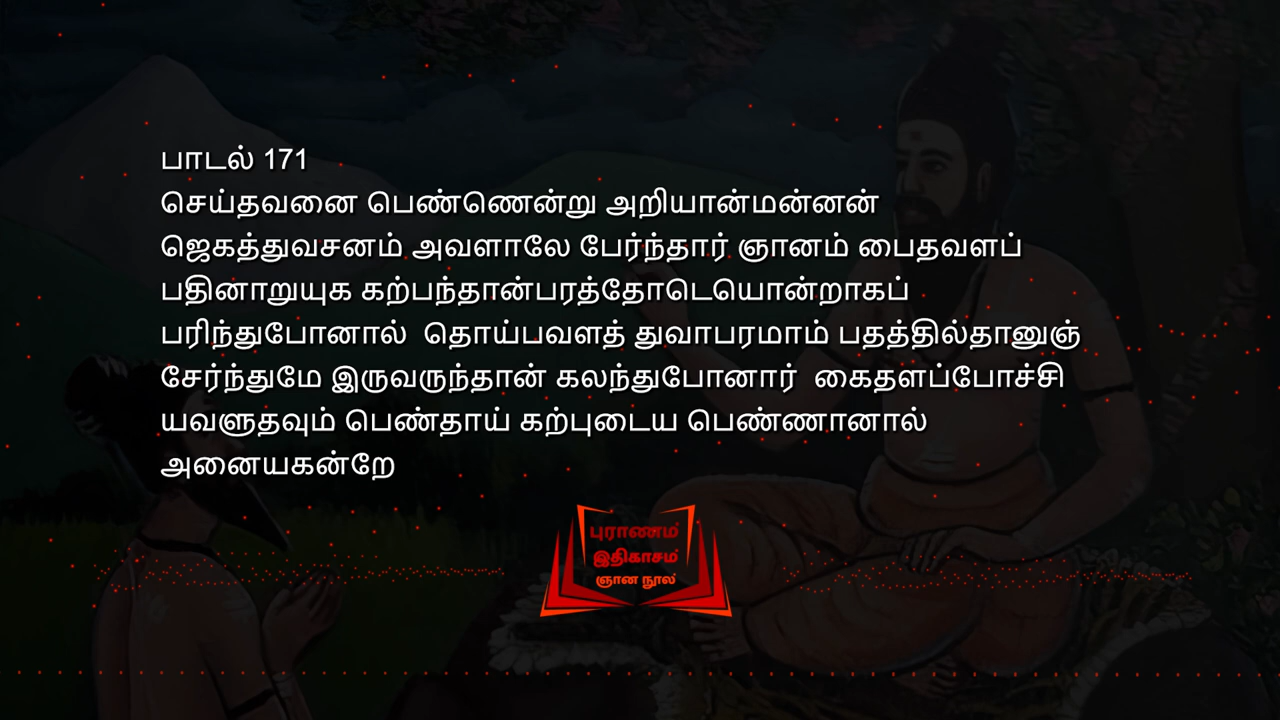 பாடல் 171
செய்தவனை பெண்ணென்று அறியான்மன்னன்
ஜெகத்துவசனம் அவளாலே பேர்ந்தார் ஞானம் பைதவளப்
பதினாறுயுக கற்பந்தான்பரத்தோடெயொன்றாகப்
பரிந்துபோனால் தொய்பவளத் துவாபரமாம் பதத்தில்தானுஞ்
சேர்ந்துமே இருவருந்தான் கலந்துபோனார் கைதளப்போச்சி
யவளுதவும் பெண்தாய் கற்புடைய பெண்ணானால்
அனையகன்றே
புராணம்
இதிகாசம்
ஞான நூல்